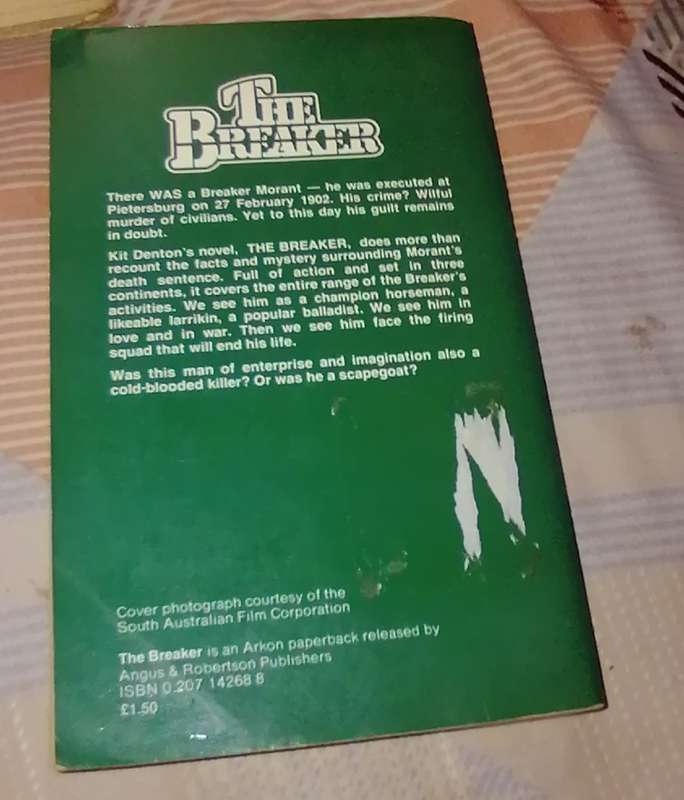 THE
BREAKER
There WAS a Breaker Morant — he was executed at
Pietersburg on 27 February 1902. His crime? Wilful
murder of civilians. Yet to this day his guilt remains
in doubt.
Kit Denton's novel, THE BREAKER, does more than
recount the facts and mystery surrounding Morant's
death sentence. Full of action and set in three
continents, it covers the entire range of the Breaker's
activities. We see him as a champion horseman, a
likeable larrikin, a popular balladist. We see him in
love and in war. Then we see him face the firing
squad that will end his life.
Was this man of enterprise and imagination also a
cold-blooded killer? Or was he a scapegoat?
Cover photograph courtesy of the
South Australian Film Corporation
The Breaker is an Arkon paperback released by
Angus & Robertson Publishers
ISBN 0 207 14268 8
£1.50